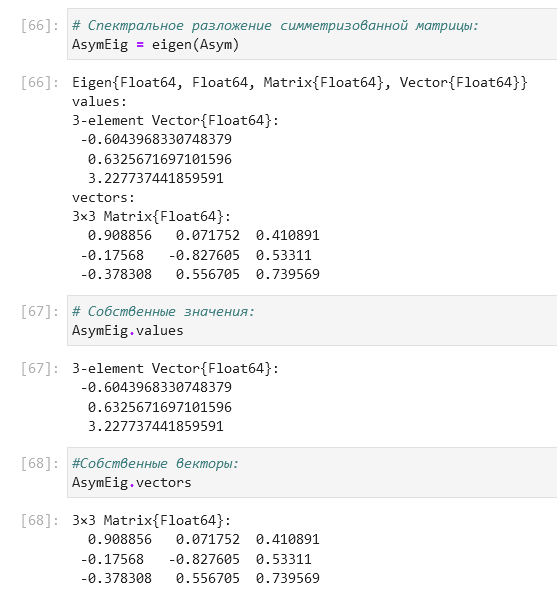 [66]: # Спектральное разложение симметризованной матрицы:
AsymEig = eigen(Asym)
[66]: Eigen{Float64, Float64, Matrix{Float64}, Vector{Float64}}
values:
3-element Vector{Float64}:
 -0.6043968330748379
  0.6325671697101596
  3.227737441859591
vectors:
3×3 Matrix{Float64}:
  0.908856   0.071752  0.410891
 -0.17568   -0.827605  0.53311
 -0.378308   0.556705  0.739569
[67]: # Собственные значения:
AsymEig.values
[67]: 3-element Vector{Float64}:
 -0.6043968330748379
  0.6325671697101596
  3.227737441859591
[68]: #Собственные векторы:
AsymEig.vectors
[68]: 3×3 Matrix{Float64}:
  0.908856   0.071752  0.410891
 -0.17568   -0.827605  0.53311
 -0.378308   0.556705  0.739569